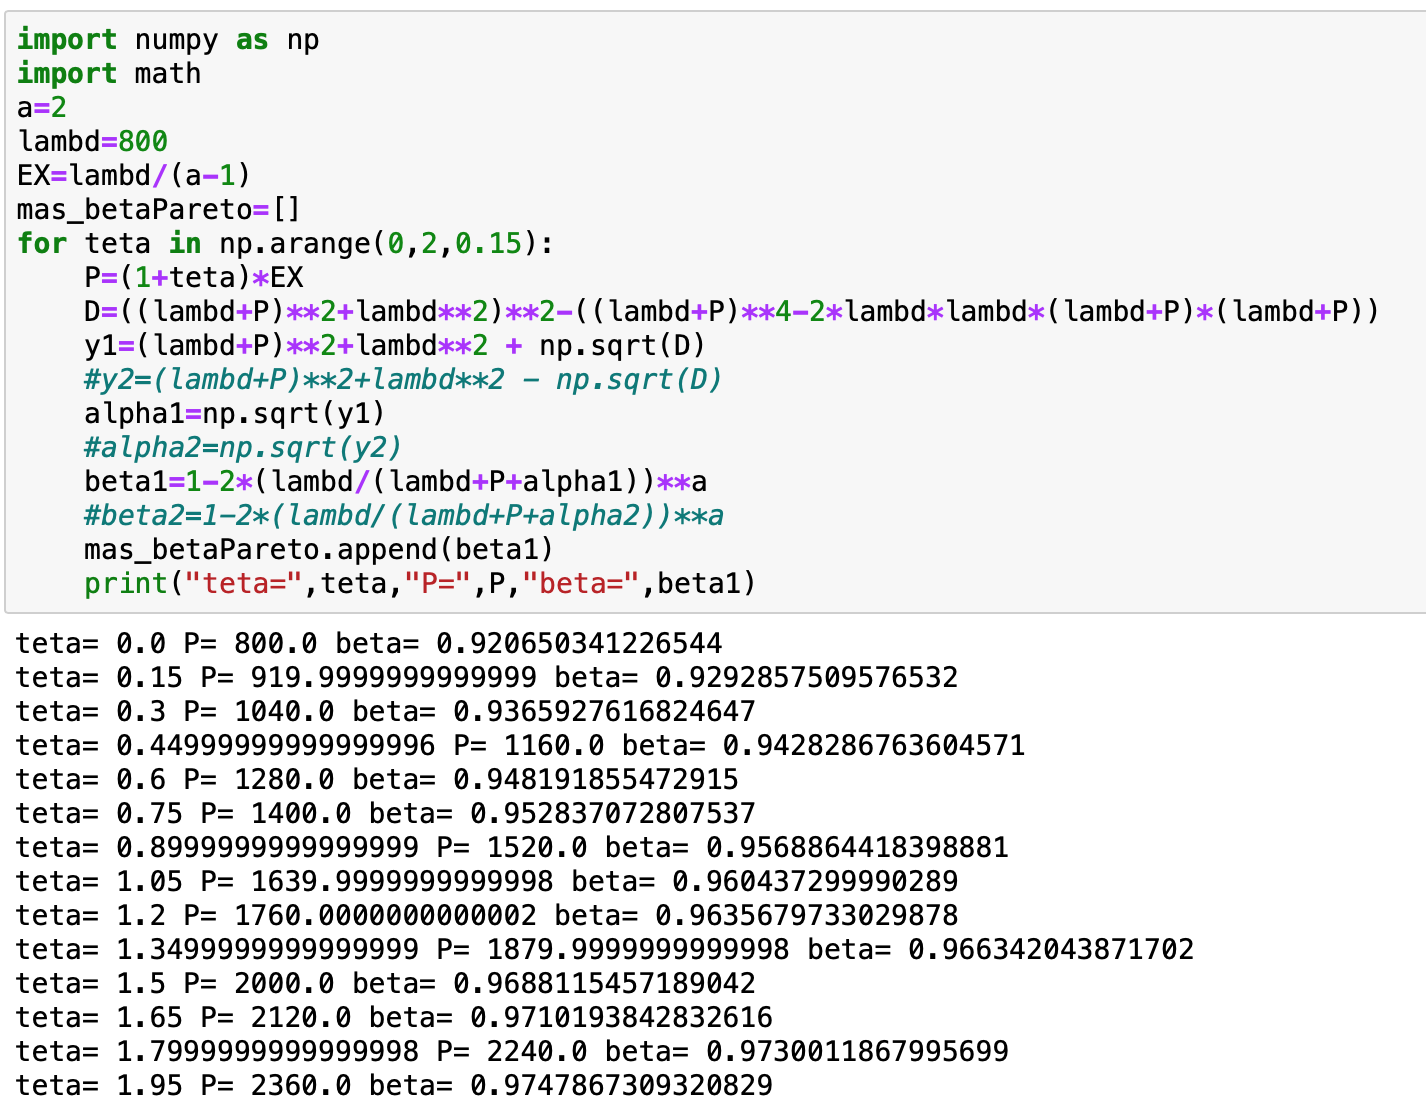 import numpy as np
import math
a=2
lambd=800
EX=lambd/(a-1)
mas_betaPareto=[]
for teta in np.arange(0,2,0.15):
    P=(1+teta)*EX
    D=((lambd+P)**2+lambd**2)**2-((lambd+P)**4-2*lambd*lambd*(lambd+P)*(lambd+P))
    y1=(lambd+P)**2+lambd**2 + np.sqrt(D)
    #y2=(lambd+P)**2+lambd**2 - np.sqrt(D)
    alpha1=np.sqrt(y1)
    #alpha2=np.sqrt(y2)
    beta1=1-2*(lambd/(lambd+P+alpha1))**a
    #beta2=1-2*(lambd/(lambd+P+alpha2))**a
    mas_betaPareto.append(beta1)
    print("teta=",teta,"P=",P,"beta=",beta1)
teta= 0.0 P= 800.0 beta= 0.920650341226544
teta= 0.15 P= 919.9999999999999 beta= 0.9292857509576532
teta= 0.3 P= 1040.0 beta= 0.9365927616824647
teta= 0.44999999999999996 P= 1160.0 beta= 0.9428286763604571
teta= 0.6 P= 1280.0 beta= 0.948191855472915
teta= 0.75 P= 1400.0 beta= 0.952837072807537
teta= 0.8999999999999999 P= 1520.0 beta= 0.9568864418398881
teta= 1.05 P= 1639.9999999999998 beta= 0.960437299990289
teta= 1.2 P= 1760.0000000000002 beta= 0.9635679733029878
teta= 1.3499999999999999 P= 1879.9999999999998 beta= 0.966342043871702
teta= 1.5 P= 2000.0 beta= 0.9688115457189042
teta= 1.65 P= 2120.0 beta= 0.9710193842832616
teta= 1.7999999999999998 P= 2240.0 beta= 0.9730011867995699
teta= 1.95 P= 2360.0 beta= 0.9747867309320829